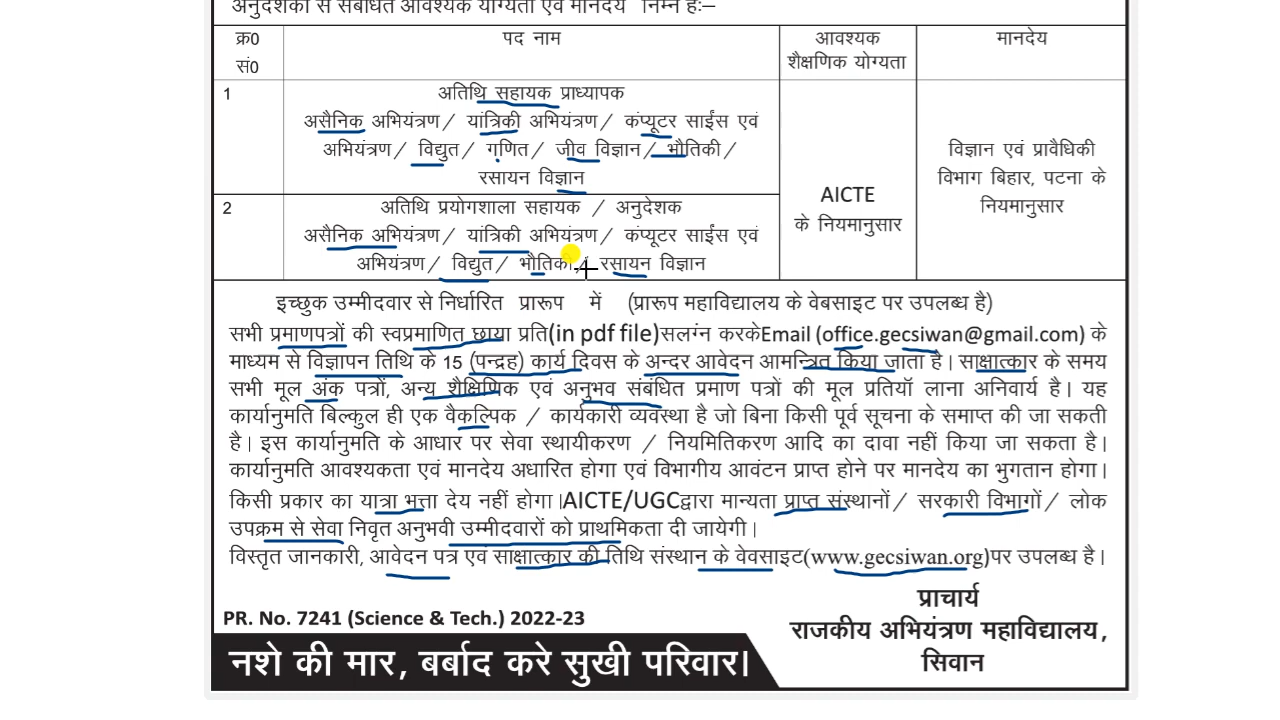 अनुदेशकों से संबंधित आवश्यक योग्यता एवं मानदेय निम्न हैः–
क्र0 सं0
पद नाम
आवश्यक शैक्षणिक योग्यता
मानदेय
1
अतिथि सहायक प्राध्यापक
असैनिक अभियंत्रण/ यांत्रिकी अभियंत्रण/ कंप्यूटर साईंस एवं
अभियंत्रण/ विद्युत/ गणित/ जीव विज्ञान/ भौतिकी/
रसायन विज्ञान
2
अतिथि प्रयोगशाला सहायक / अनुदेशक
असैनिक अभियंत्रण/ यांत्रिकी अभियंत्रण/ कंप्यूटर साईंस एवं
अभियंत्रण/ विद्युत/ भौतिकी/ रसायन विज्ञान
AICTE
के नियमानुसार
विज्ञान एवं प्रावैधिकी
विभाग बिहार, पटना के
नियमानुसार
इच्छुक उम्मीदवार से निर्धारित प्रारूप में (प्रारूप महाविद्यालय के वेबसाइट पर उपलब्ध है)
सभी प्रमाणपत्रों की स्वप्रमाणित छाया प्रति(in pdf file)सलग्न करकेEmail (office.gecsiwan@gmail.com) के
माध्यम से विज्ञापन तिथि के 15 (पन्द्रह) कार्य दिवस के अन्दर आवेदन आमन्त्रित किया जाता है। साक्षात्कार के समय
सभी मूल अंक पत्रों, अन्य शैक्षिणिक एवं अनुभव संबंधित प्रमाण पत्रों की मूल प्रतियॉ लाना अनिवार्य है। यह
कार्यानुमति बिल्कुल ही एक वैकल्पिक / कार्यकारी व्यवस्था है जो बिना किसी पूर्व सूचना के समाप्त की जा सकती
है। इस कार्यानुमति के आधार पर सेवा स्थायीकरण / नियमितिकरण आदि का दावा नहीं किया जा सकता है।
कार्यानुमति आवश्यकता एवं मानदेय अधारित होगा एवं विभागीय आवंटन प्राप्त होने पर मानदेय का भुगतान होगा।
किसी प्रकार का यात्रा भत्ता देय नहीं होगा।AICTE/UGCद्वारा मान्यता प्राप्त संस्थानों/ सरकारी विभागों/ लोक
उपक्रम से सेवा निवृत अनुभवी उम्मीदवारों को प्राथमिकता दी जायेगी।
विस्तृत जानकारी, आवेदन पत्र एवं साक्षात्कार की तिथि संस्थान के वेवसाइट(www.gecsiwan.org)पर उपलब्ध है।
प्राचार्य
राजकीय अभियंत्रण महाविद्यालय,
सिवान
PR. No. 7241 (Science & Tech.) 2022-23
नशे की मार, बर्बाद करे सुखी परिवार।